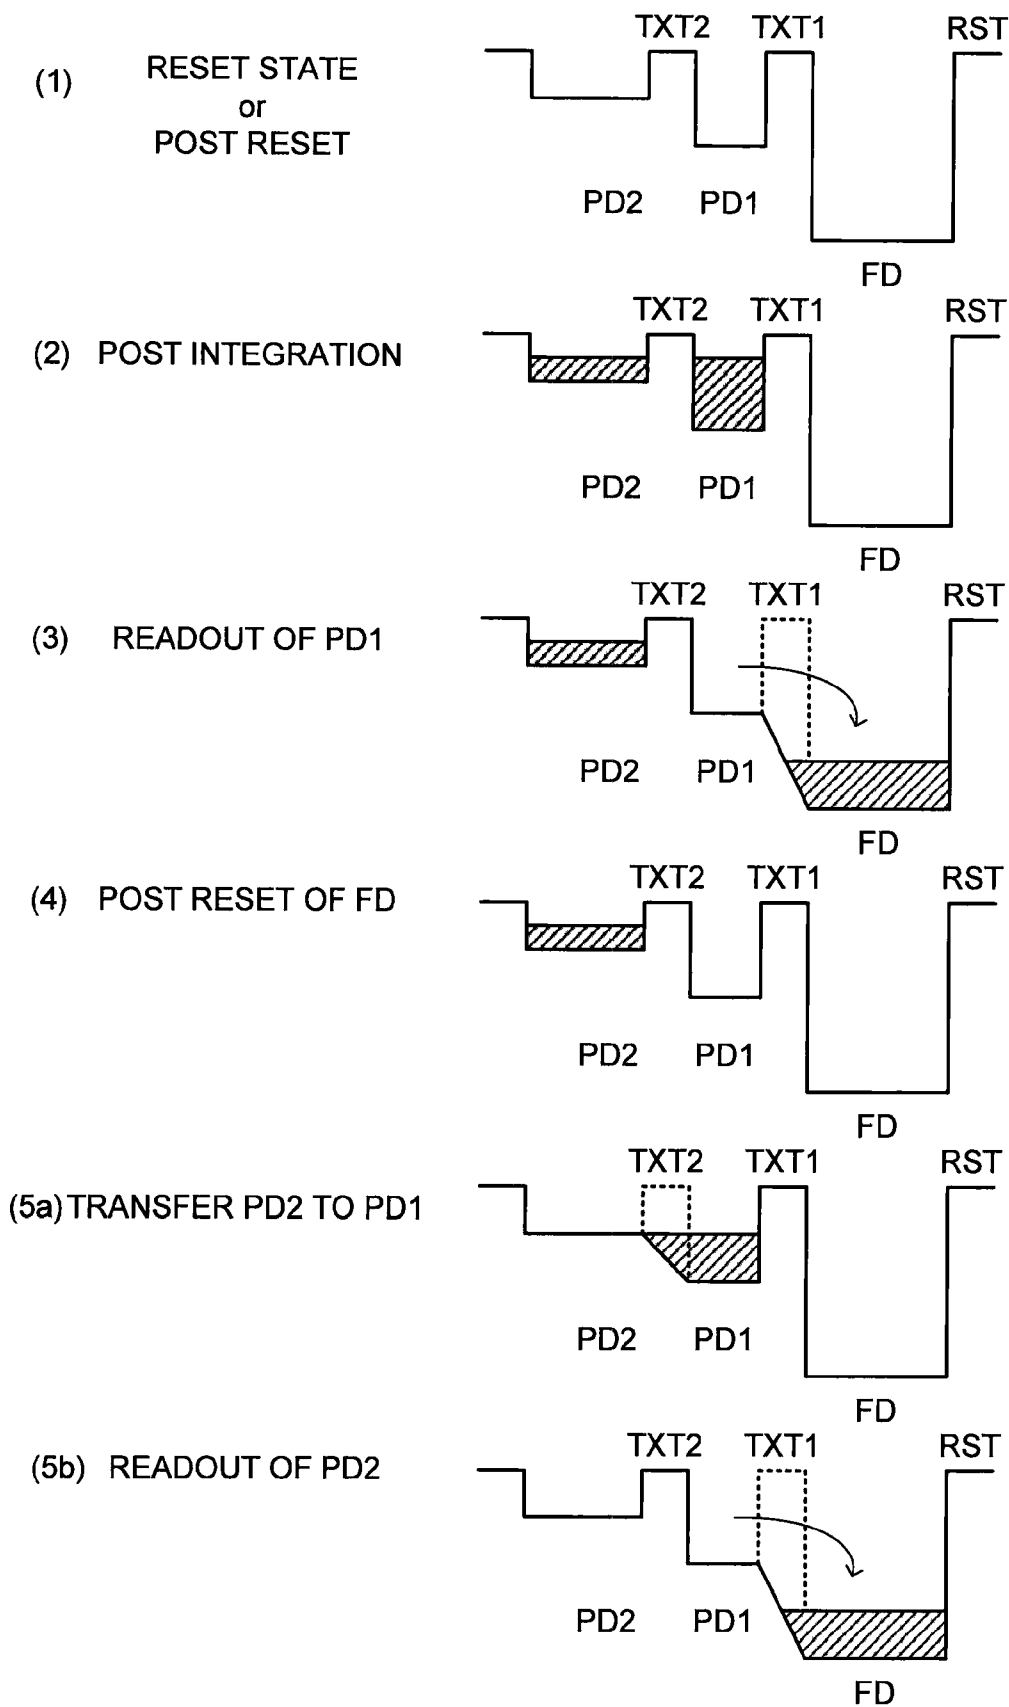 TXT2 TXT1 RST
(1) RESET STATE
or
POST RESET
PD2 PD1
FD
TXT2 TXT1 RST
(2) POST INTEGRATION
PD2 PD1
FD
TXT2 TXT1 RST
(3) READOUT OF PD1
PD2 PD1
FD
TXT2 TXT1 RST
(4) POST RESET OF FD
PD2 PD1
FD
TXT2 TXT1 RST
(5a) TRANSFER PD2 TO PD1
PD2 PD1
FD
TXT2 TXT1 RST
(5b) READOUT OF PD2
PD2 PD1
FD